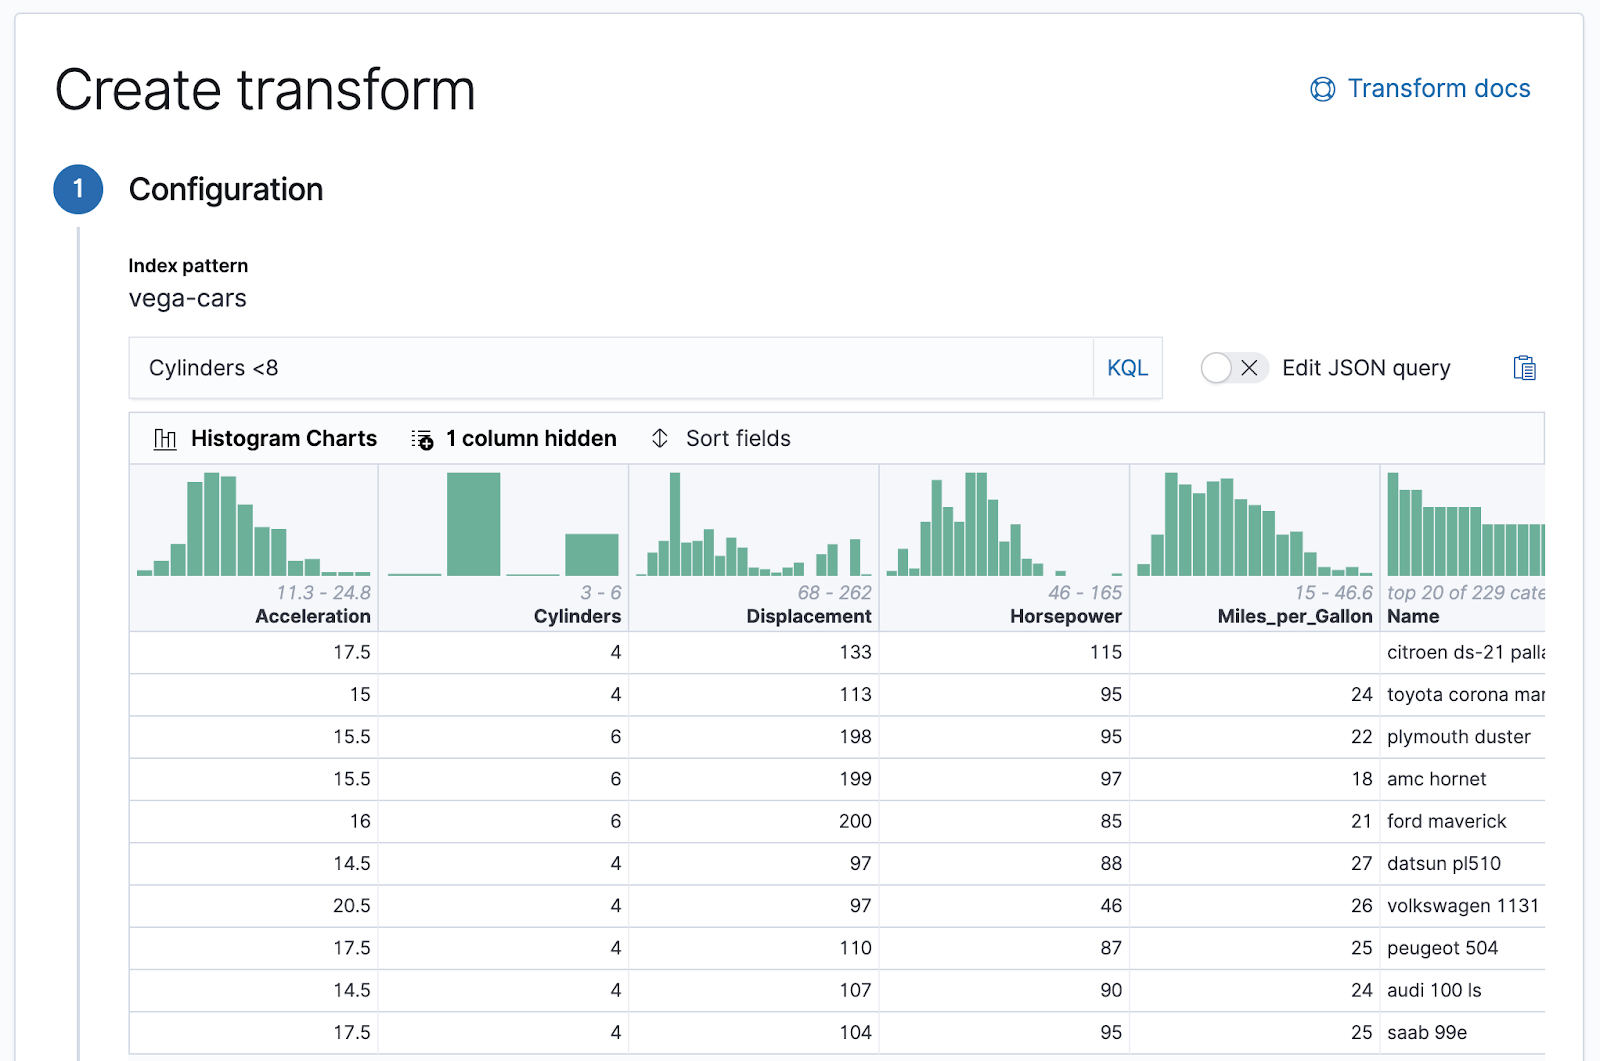 Create transform
Transform docs
1 Configuration
Index pattern
vega-cars
Cylinders <8 KQL Edit JSON query
Histogram Charts 1 column hidden Sort fields
11.3 - 24.8 3 - 6 68 - 262 46 - 165 15 - 46.6 top 20 of 229 cate
Acceleration Cylinders Displacement Horsepower Miles_per_Gallon Name
17.5 4 133 115 citroen ds-21 palla
15 4 113 95 24 toyota corona mar
15.5 6 198 95 22 plymouth duster
15.5 6 199 97 18 amc hornet
16 6 200 85 21 ford maverick
14.5 4 97 88 27 datsun pl510
20.5 4 97 46 26 volkswagen 1131
17.5 4 110 87 25 peugeot 504
14.5 4 107 90 24 audi 100 ls
17.5 4 104 95 25 saab 99e